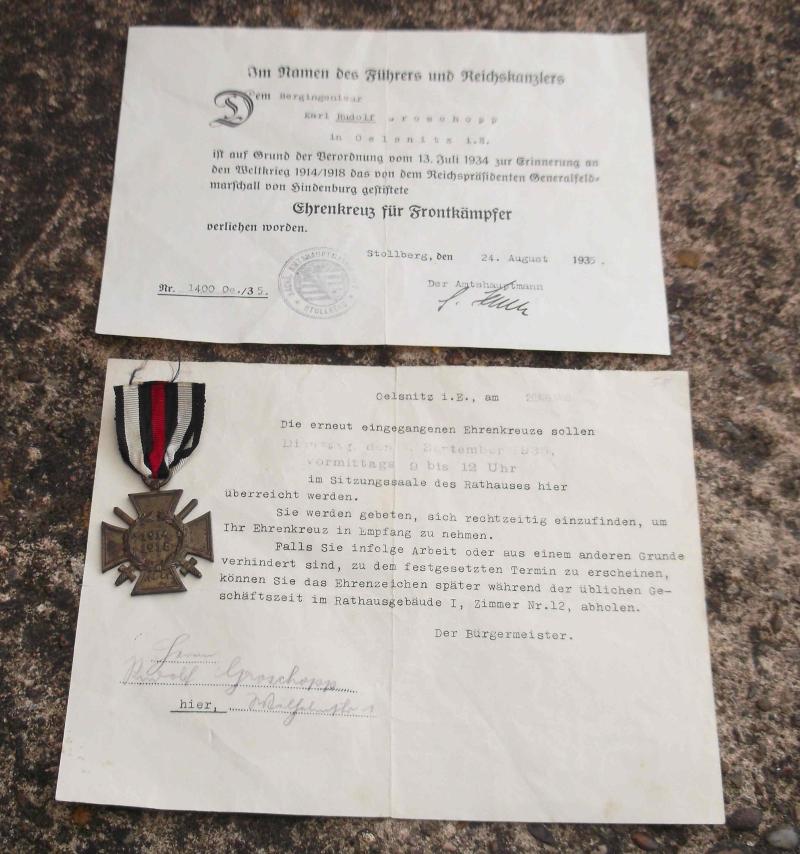 Im Namen des Führers und Reichskanzlers
Dem Bergingenieur
Karl Rudolf Groschopp
in Oelsnitz i.E.
ist auf Grund der Verordnung vom 13. Juli 1934 zur Erinnerung an
den Weltkrieg 1914/1918 das von dem Reichspräsidenten Generalfeld-
marschall von Hindenburg gestiftete
Ehrenkreuz für Frontkämpfer
verliehen worden.
Stollberg, den 24. August 1935.
Der Amtshauptmann
Nr. 1400 Oe./35.
STOLLBERG
Oelsnitz i.E., am
Die erneut eingegangenen Ehrenkreuze sollen
Dienstag, den September 1935,
vormittags 9 bis 12 Uhr
im Sitzungssaale des Rathauses hier
überreicht werden.
Sie werden gebeten, sich rechtzeitig einzufinden, um
Ihr Ehrenkreuz in Empfang zu nehmen.
Falls Sie infolge Arbeit oder aus einem anderen Grunde
verhindert sind, zu dem festgesetzten Termin zu erscheinen,
können Sie das Ehrenzeichen später während der üblichen Ge-
schäftszeit im Rathausgebäude I, Zimmer Nr.12, abholen.
Der Bürgermeister.
1914
1918
Herrn
Rudolf Groschopp
hier,